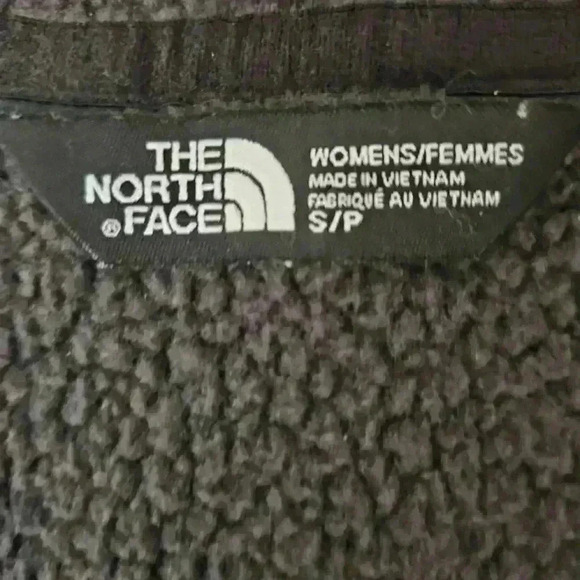 THE
NORTH
®FACE
WOMENS/FEMMES
MADE IN VIETNAM
FABRIQUÉ AU VIETNAM
S/P